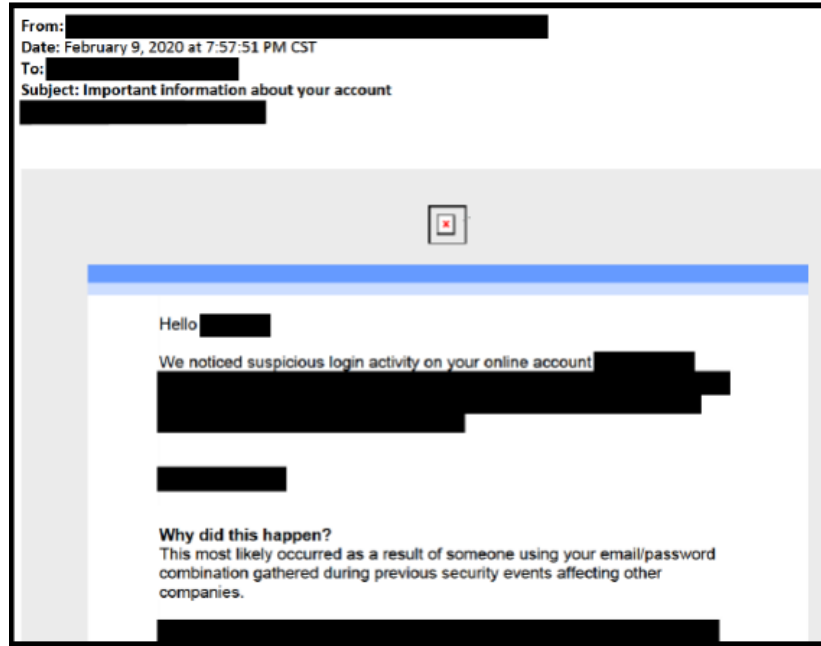 From:
Date: February 9, 2020 at 7:57:51 PM CST
To:
Subject: Important information about your account
Hello
We noticed suspicious login activity on your online account
Why did this happen?
This most likely occurred as a result of someone using your email/password
combination gathered during previous security events affecting other
companies.